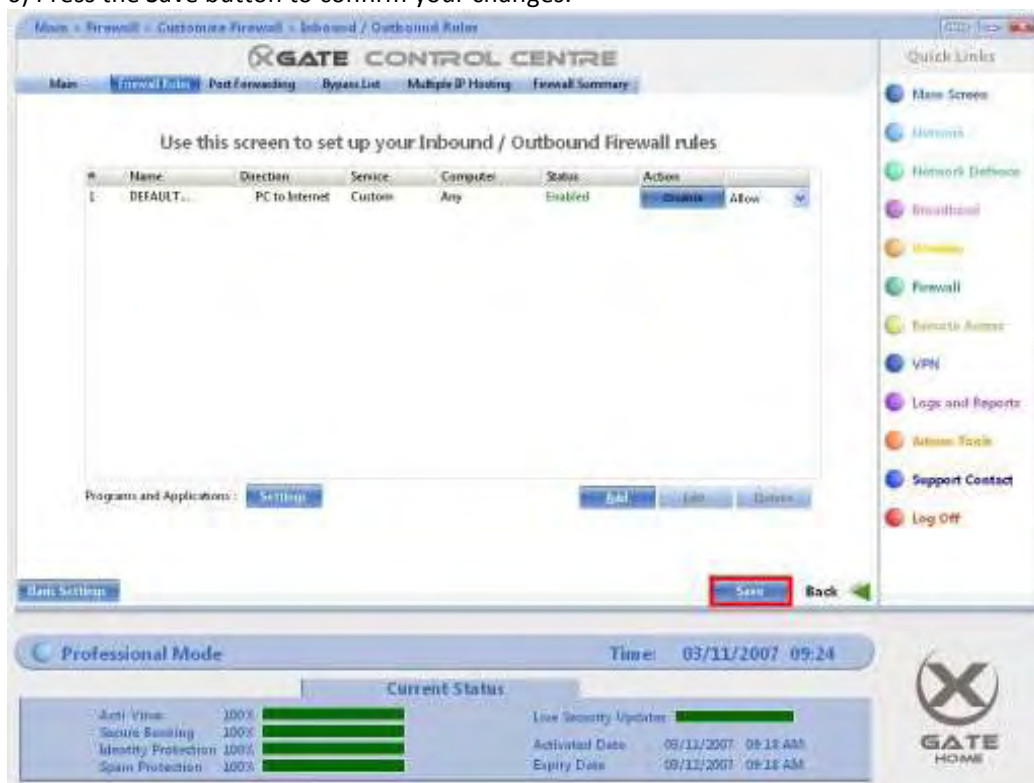 6) Press the Save button to confirm your changes.
Main > Firewall > Customize Firewall > Inbound / Outbound Rules
XGATE CONTROL CENTRE
Main Firewall Rules Port Forwarding Bypass List Multiple IP Hosting Firewall Summary
Use this screen to set up your Inbound / Outbound Firewall rules
# Name Direction Service Computer Status Action
1 DEFAULT... PC to Internet Custom Any Enabled Disable Allow
Programs and Applications : Settings
Add Edit Delete
Basic Settings
Save Back
Quick Links
Main Screen
Network
Network Defence
Broadband
Wireless
Firewall
Remote Access
VPN
Logs and Reports
Admin Tools
Support Contact
Log Off
Professional Mode
Time: 03/11/2007 09:24
Current Status
Anti Virus 100%
Secure Banking 100%
Identity Protection 100%
Spam Protection 100%
Live Security Updates
Activated Date 09:18 AM
Expiry Date 09:18 AM
X
GATE
HOME